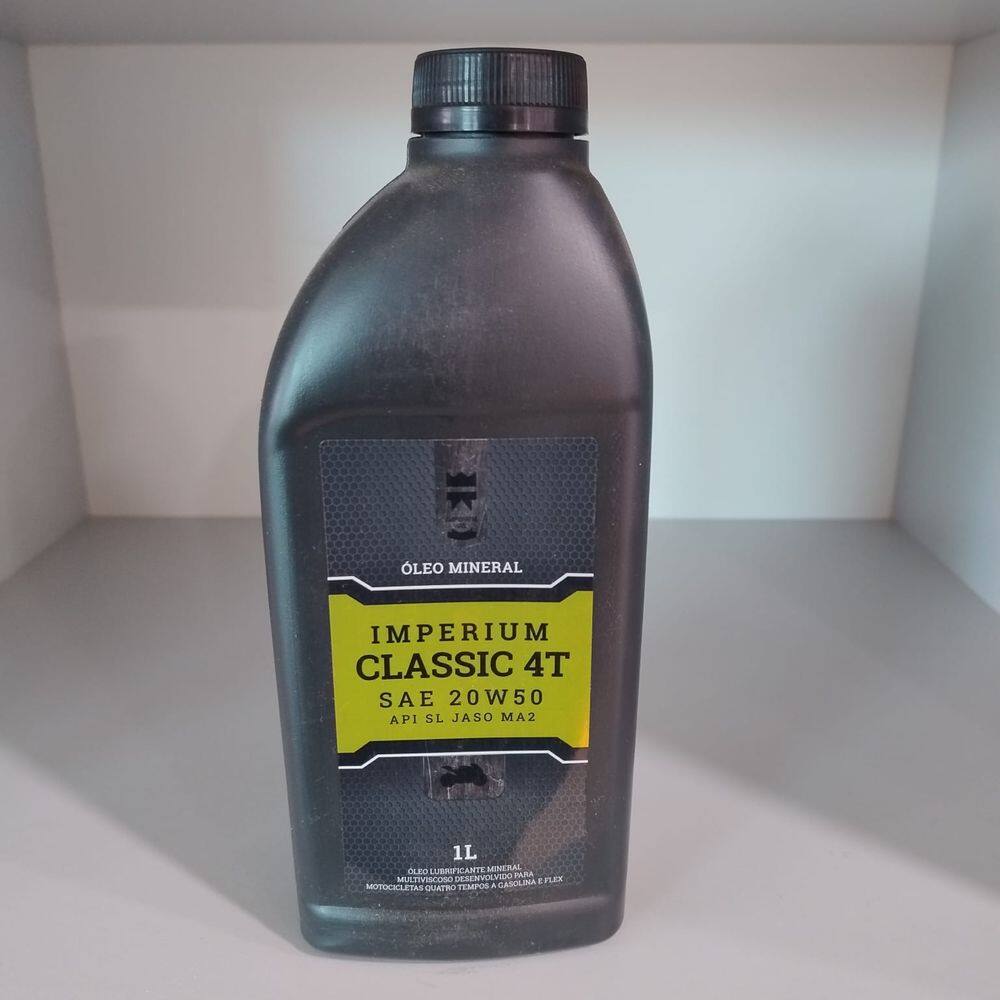 ÓLEO MINERAL
IMPERIUM
CLASSIC 4T
SAE 20W50
API SL JASO MA2
1L
ÓLEO LUBRIFICANTE MINERAL
MULTIVISCOSO DESENVOLVIDO PARA
MOTOCICLETAS QUATRO TEMPOS A GASOLINA E FLEX